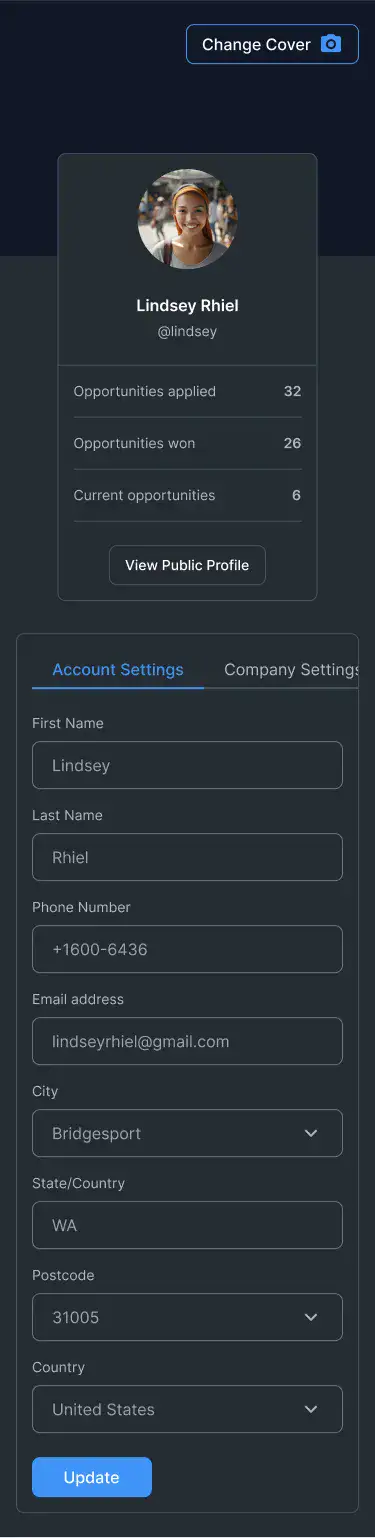 Change Cover
Lindsey Rhiel
@lindsey
Opportunities applied 32
Opportunities won 26
Current opportunities 6
View Public Profile
Account Settings Company Settings
First Name
Lindsey
Last Name
Rhiel
Phone Number
+1600-6436
Email address
lindseyrhiel@gmail.com
City
Bridgesport
State/Country
WA
Postcode
31005
Country
United States
Update